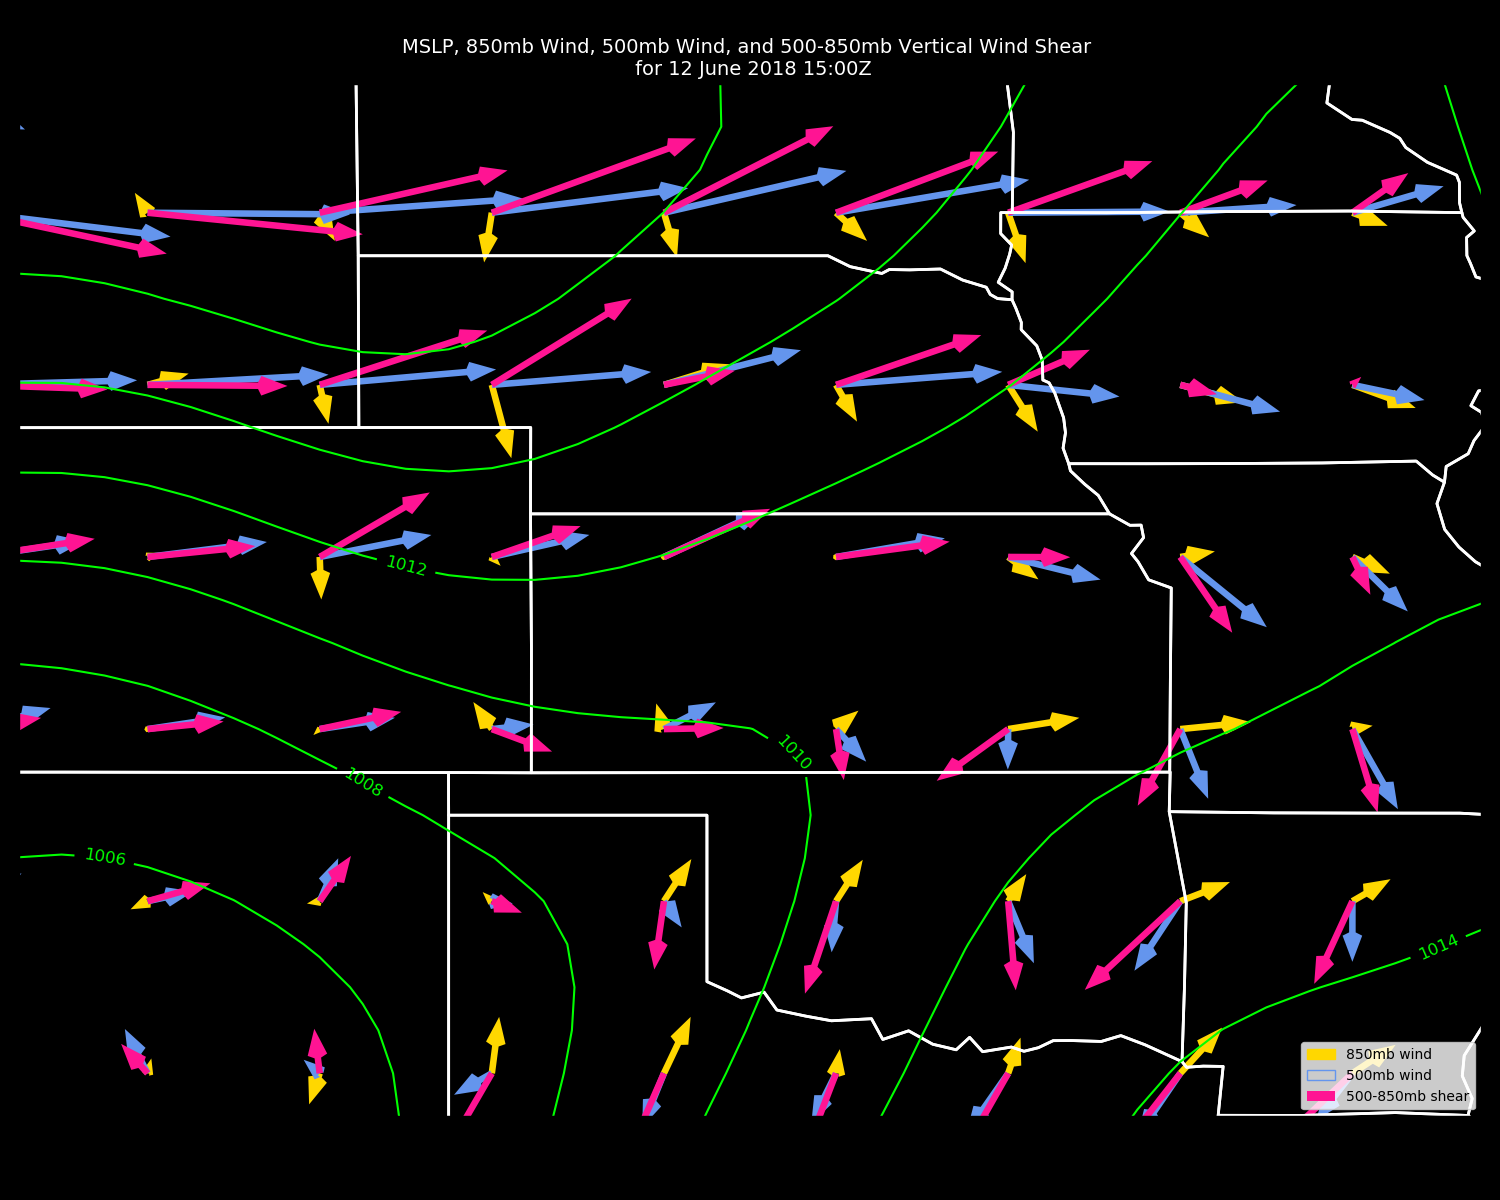 MSLP, 850mb Wind, 500mb Wind, and 500-850mb Vertical Wind Shear
for 12 June 2018 15:00Z
1012
1010
1008
1006
1014
850mb wind
500mb wind
500-850mb shear